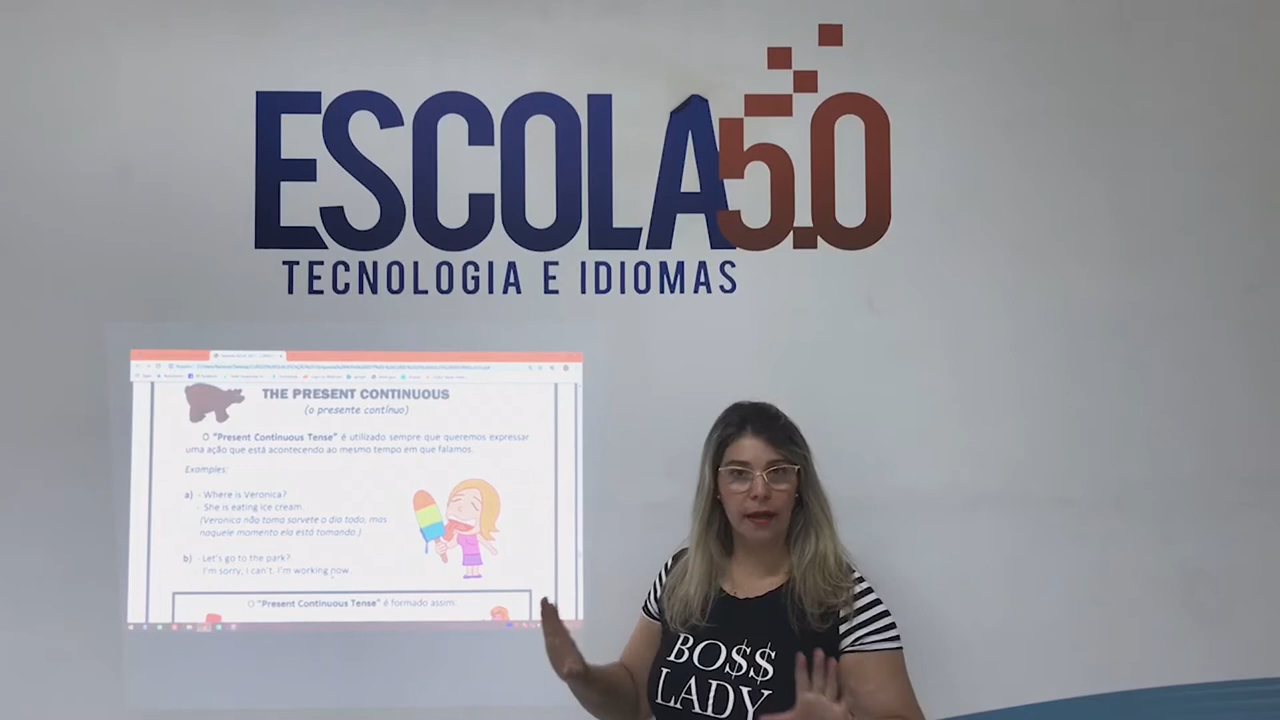 ESCOLA 5.0
TECNOLOGIA E IDIOMAS
THE PRESENT CONTINUOUS
(o presente contínuo)
O "Present Continuous Tense" é utilizado sempre que queremos expressar
uma ação que está acontecendo ao mesmo tempo em que falamos.
Examples:
a) - Where is Veronica?
- She is eating ice cream.
(Veronica não toma sorvete o dia todo, mas
naquele momento ela está tomando.)
b) - Let's go to the park?
- I'm sorry, I can't. I'm working now.
O "Present Continuous Tense" é formado assim:
BO$$
LADY